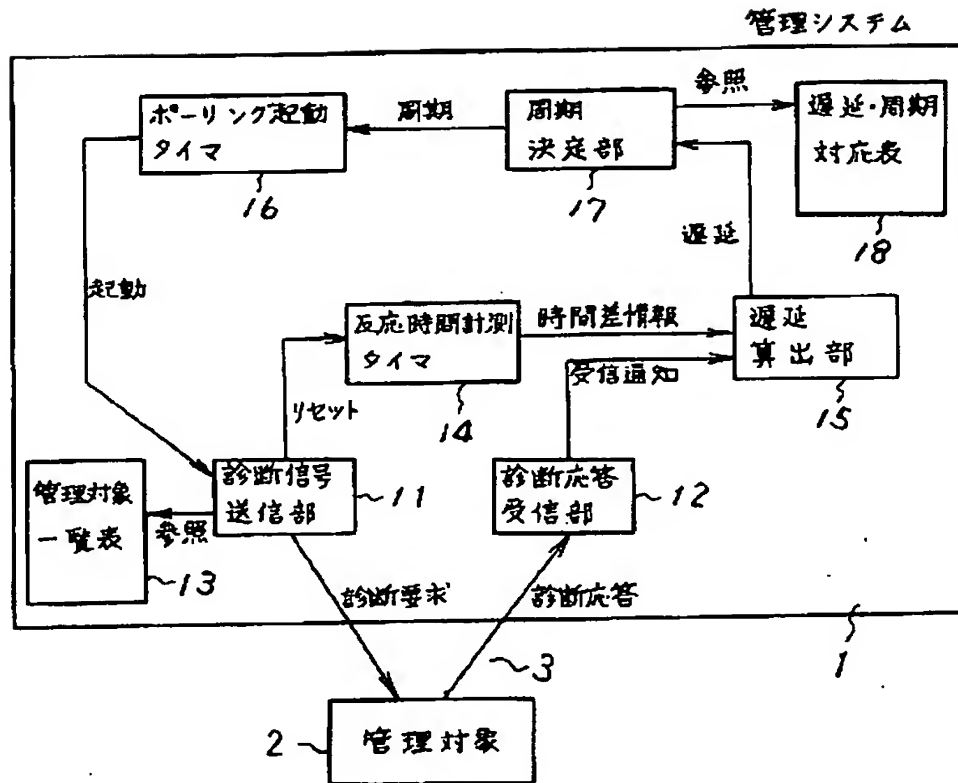 管理システム
ポーリング起動
タイマ
16
周期
周期
決定部
17
参照
遅延・周期
対応表
18
遅延
起動
反応時間計測
タイマ
14
時間差情報
受信通知
遅延
算出部
15
リセット
管理対象
一覧表
13
参照
診断信号
送信部
11
診断応答
受信部
12
診断要求
診断応答
3
1
2
管理対象